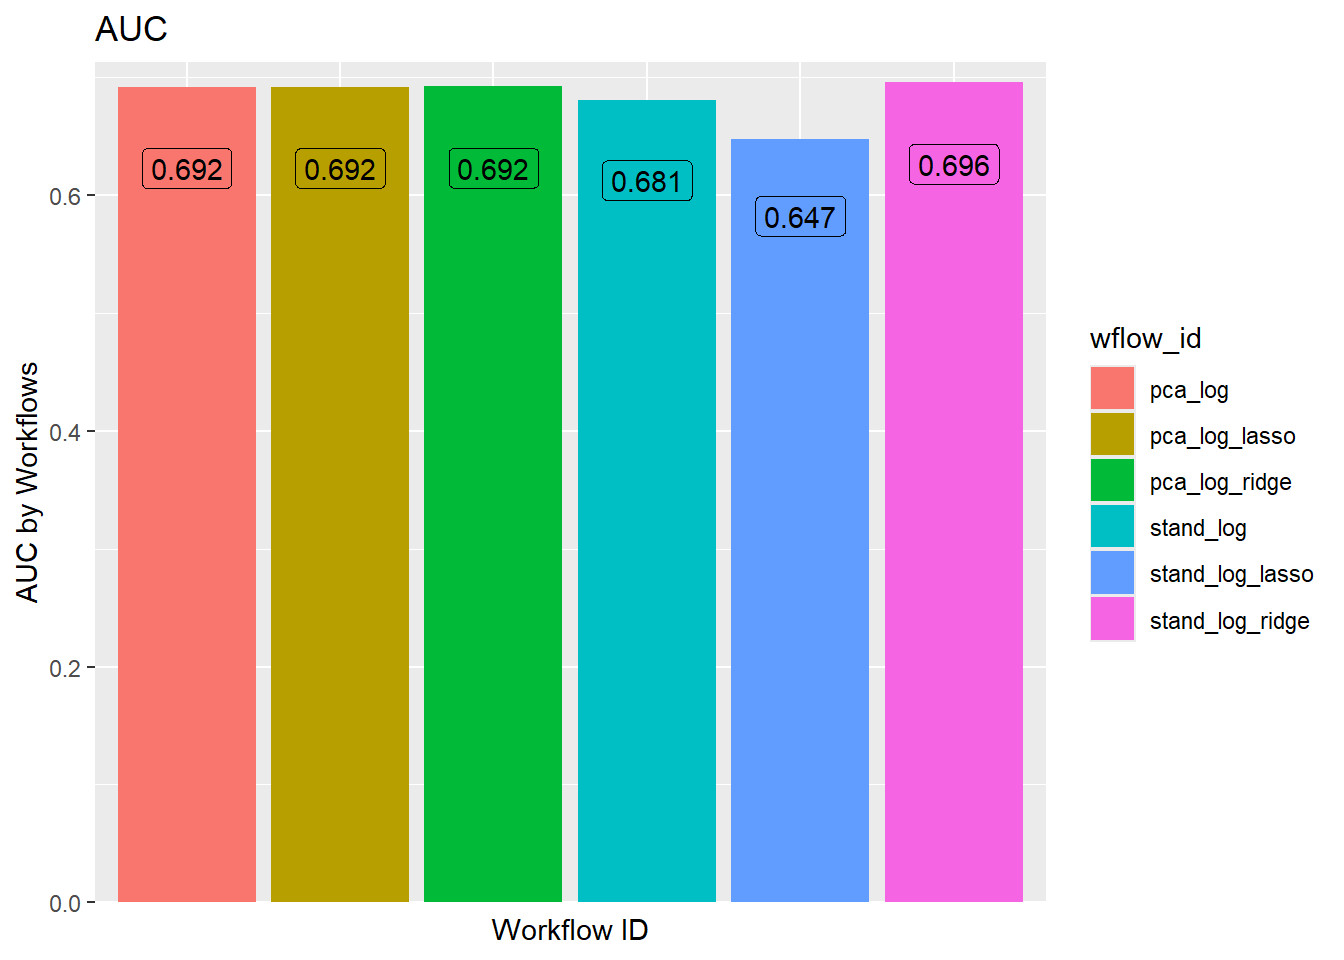 AUC
AUC by Workflows
0.6
0.4
0.2
0.0
0.692
0.692
0.692
0.681
0.647
0.696
Workflow ID
wflow_id
pca_log
pca_log_lasso
pca_log_ridge
stand_log
stand_log_lasso
stand_log_ridge